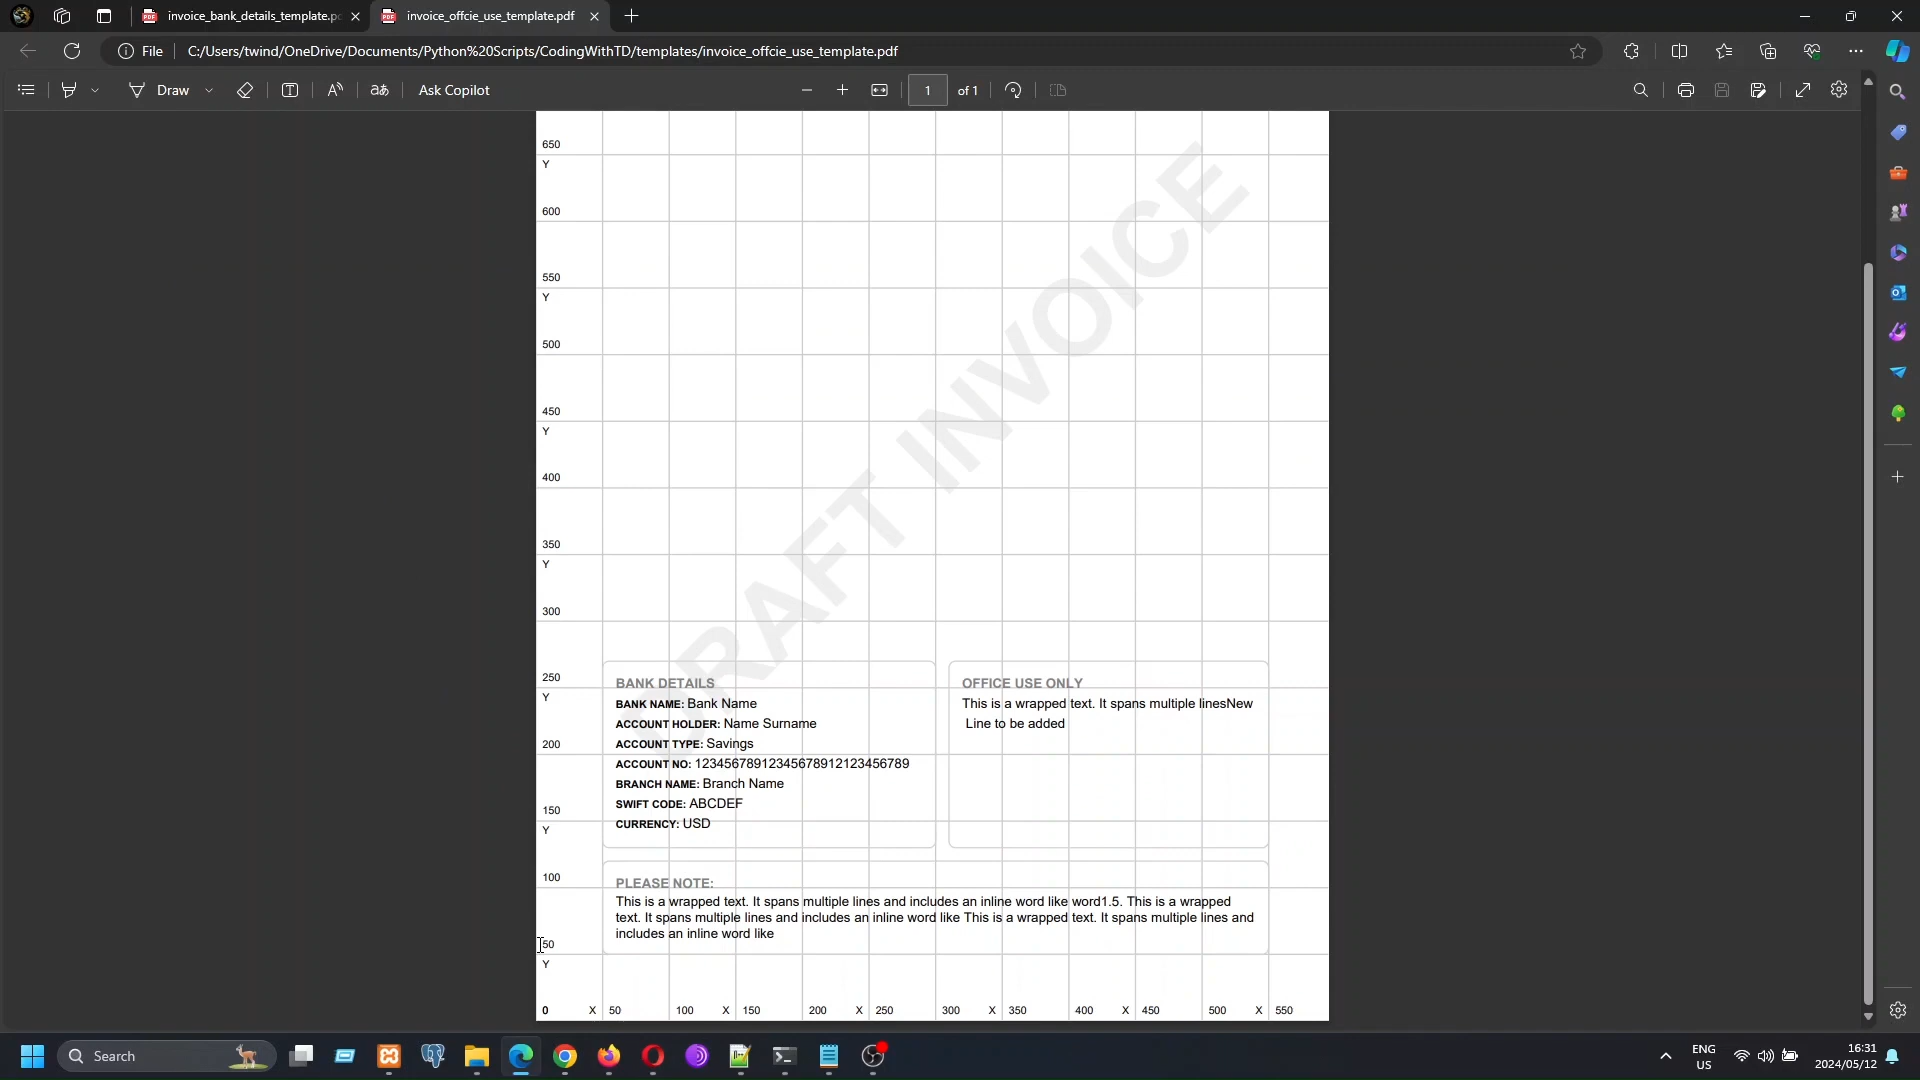 invoice_bank_details_template.p
invoice_offcie_use_template.pdf
File
C:/Users/twind/OneDrive/Documents/Python%20Scripts/CodingWithTD/templates/invoice_offcie_use_template.pdf
Draw
aあ
Ask Copilot
1 of 1
DRAFT INVOICE
650
Y
600
550
Y
500
450
Y
400
350
Y
300
250
Y
200
150
Y
100
50
Y
BANK DETAILS
BANK NAME: Bank Name
ACCOUNT HOLDER: Name Surname
ACCOUNT TYPE: Savings
ACCOUNT NO: 12345678912345678912123456789
BRANCH NAME: Branch Name
SWIFT CODE: ABCDEF
CURRENCY: USD
OFFICE USE ONLY
This is a wrapped text. It spans multiple linesNew
Line to be added
PLEASE NOTE:
This is a wrapped text. It spans multiple lines and includes an inline word like word1.5. This is a wrapped
text. It spans multiple lines and includes an inline word like This is a wrapped text. It spans multiple lines and
includes an inline word like
0 X 50 100 X 150 200 X 250 300 X 350 400 X 450 500 X 550
Search
ENG
US
16:31
2024/05/12